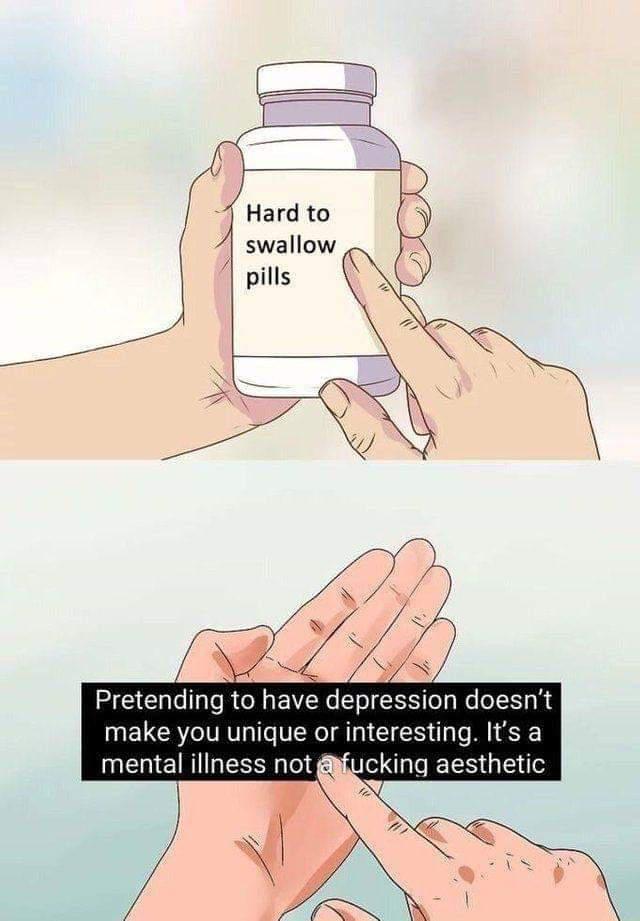 Hard to
swallow
pills
Pretending to have depression doesn't
make you unique or interesting. It's a
mental illness not a fucking aesthetic